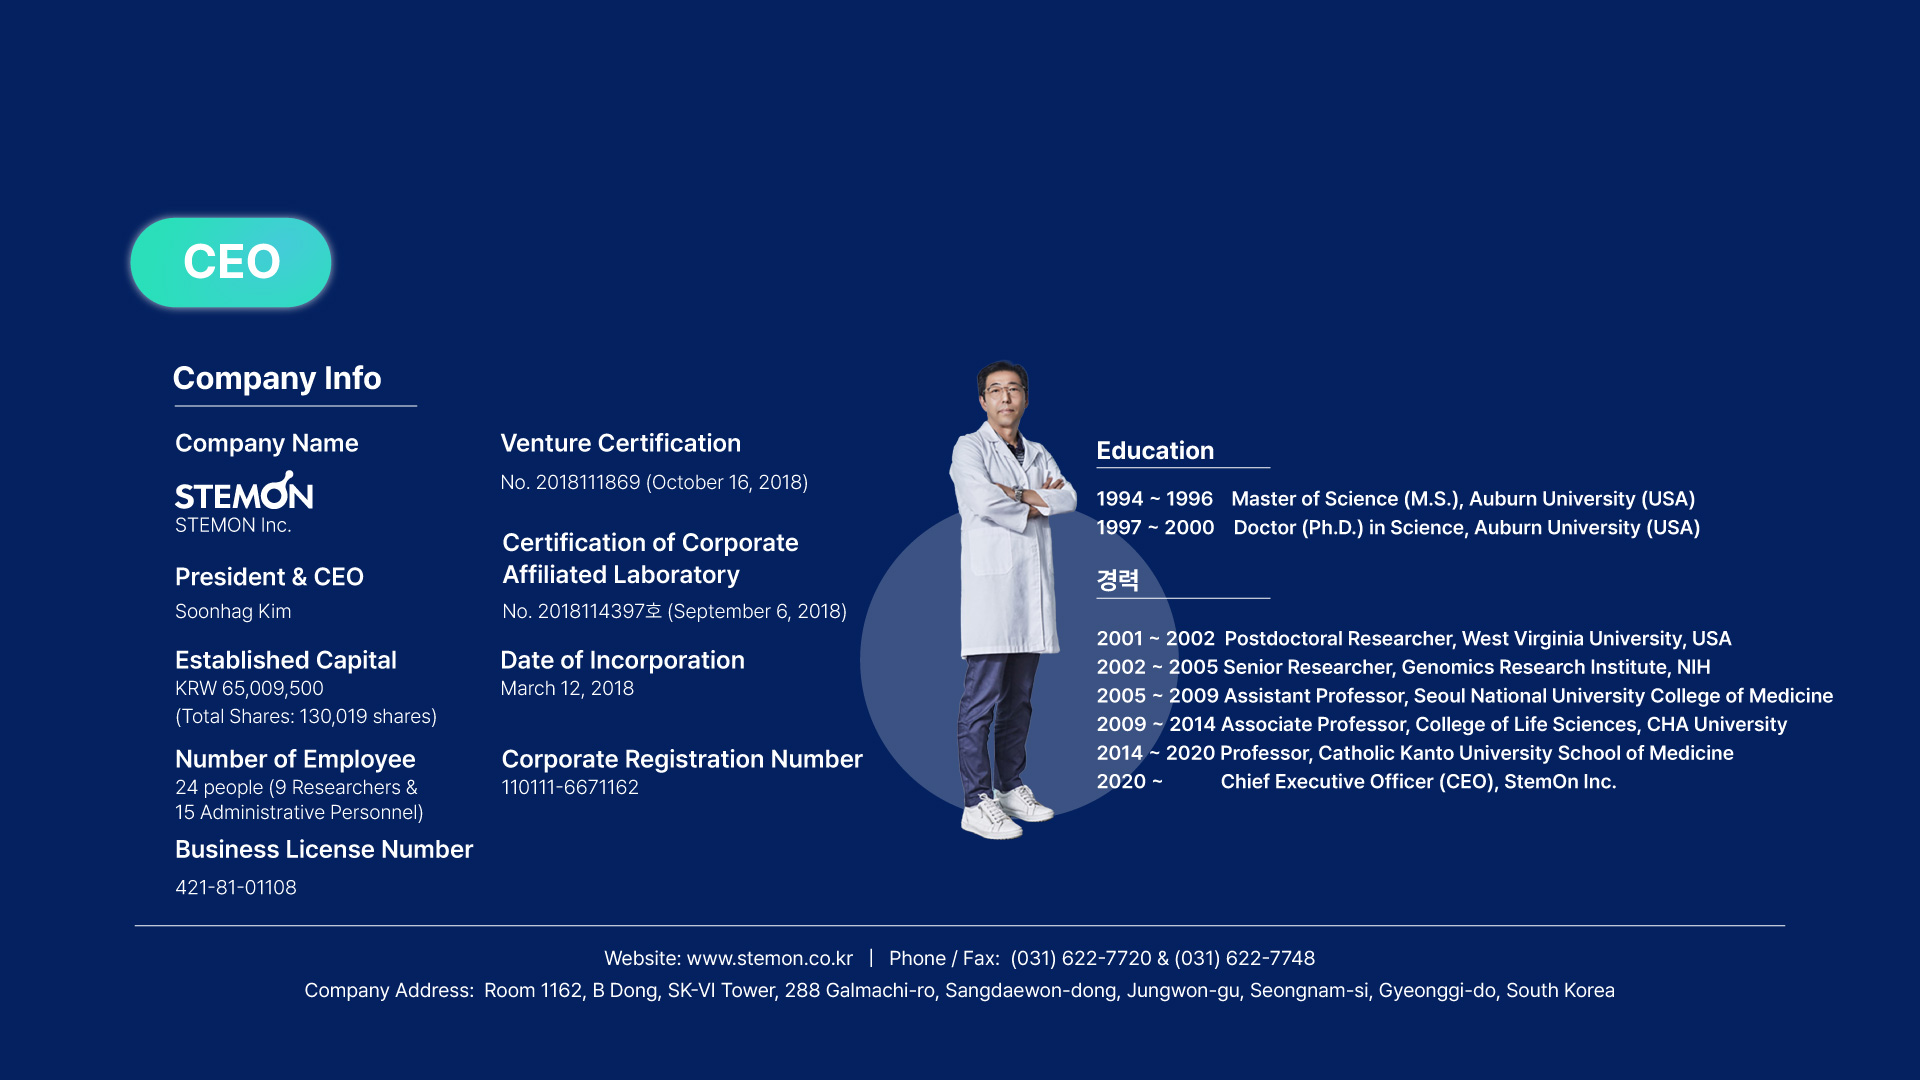 CEO
Company Info
Company Name
STEMON
STEMON Inc.
President & CEO
Soonhag Kim
Established Capital
KRW 65,009,500
(Total Shares: 130,019 shares)
Number of Employee
24 people (9 Researchers &
15 Administrative Personnel)
Business License Number
421-81-01108
Venture Certification
No. 2018111869 (October 16, 2018)
Certification of Corporate
Affiliated Laboratory
No. 2018114397호 (September 6, 2018)
Date of Incorporation
March 12, 2018
Corporate Registration Number
110111-6671162
Education
1994 ~ 1996 Master of Science (M.S.), Auburn University (USA)
1997 ~ 2000 Doctor (Ph.D.) in Science, Auburn University (USA)
경력
2001 ~ 2002 Postdoctoral Researcher, West Virginia University, USA
2002 ~ 2005 Senior Researcher, Genomics Research Institute, NIH
2005 ~ 2009 Assistant Professor, Seoul National University College of Medicine
2009 ~ 2014 Associate Professor, College of Life Sciences, CHA University
2014 ~ 2020 Professor, Catholic Kanto University School of Medicine
2020 ~ Chief Executive Officer (CEO), StemOn Inc.
Website: www.stemon.co.kr | Phone / Fax: (031) 622-7720 & (031) 622-7748
Company Address: Room 1162, B Dong, SK-VI Tower, 288 Galmachi-ro, Sangdaewon-dong, Jungwon-gu, Seongnam-si, Gyeonggi-do, South Korea